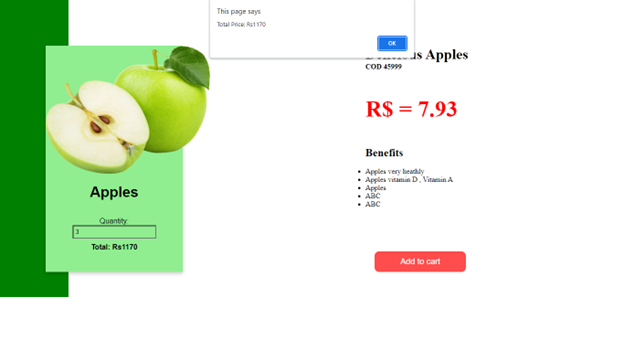 This page says
Total Price: Rs1170
OK
Apples
COD 45999
R$ = 7.93
Benefits
Apples very heathly
Apples vitamin D , Vitamin A
Apples
ABC
ABC
Apples
Quantity:
3
Total: Rs1170
Add to cart